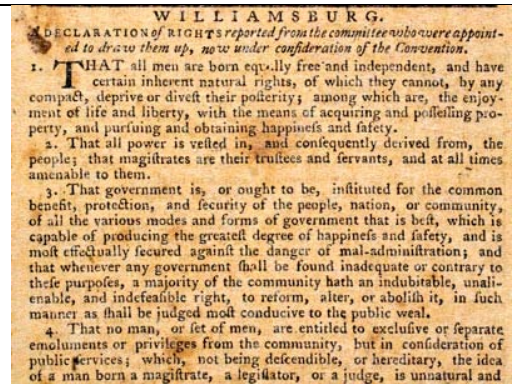 WILLIAMSBURG.
A DECLARATION of RIGHTS reported from the committee who were appoint-
ed to draw them up, now under conſideration of the Convention.
1. THAT all men are born equally free and independent, and have
certain inherent natural rights, of which they cannot, by any
compact, deprive or diveſt their poſterity; among which are, the enjoy-
ment of life and liberty, with the means of acquiring and poſſeſſing pro-
perty, and purſuing and obtaining happineſs and ſafety.
2. That all power is veſted in, and conſequently derived from, the
people; that magiſtrates are their truſtees and ſervants, and at all times
amenable to them.
3. That government is, or ought to be, inſtituted for the common
benefit, protection, and ſecurity of the people, nation, or community,
of all the various modes and forms of government that is beſt, which is
capable of producing the greateſt degree of happineſs and ſafety, and is
moſt effectually ſecured againſt the danger of mal-adminiſtration; and
that whenever any government ſhall be found inadequate or contrary to
theſe purpoſes, a majority of the community hath an indubitable, unali-
enable, and indefeaſible right, to reform, alter, or aboliſh it, in ſuch
manner as ſhall be judged moſt conducive to the public weal.
4. That no man, or ſet of men, are entitled to excluſive or ſeparate
emoluments or privileges from the community, but in conſideration of
public ſervices; which, not being deſcendible, or hereditary, the idea
of a man born a magiſtrate, a legiſlator, or a judge, is unnatural and